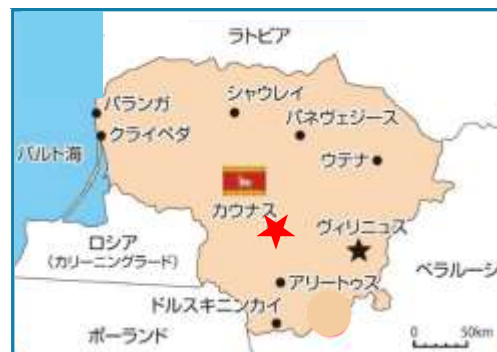 ラトビア
パランガ
シャウレイ
クライペダ
パネヴェジース
バルト海
ウテナ
カウナス
ヴィリニュス
ロシア
(カリーニングラード)
ベラルーシ
アリートゥス
ドルスキニンカイ
ポーランド
0 50km